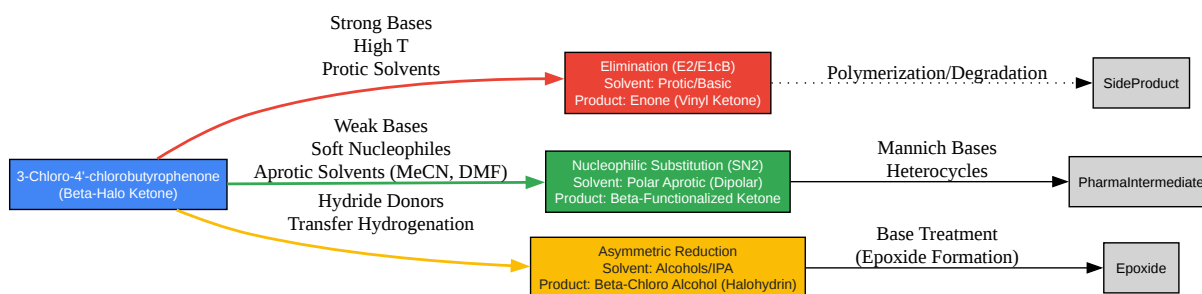 Strong Bases
High T
Protic Solvents
Elimination (E2/E1cB)
Solvent: Protic/Basic
Product: Enone (Vinyl Ketone)
Polymerization/Degradation
SideProduct
3-Chloro-4'-chlorobutyrophenone
(Beta-Halo Ketone)
Weak Bases
Soft Nucleophiles
Aprotic Solvents (MeCN, DMF)
Nucleophilic Substitution (SN2)
Solvent: Polar Aprotic (Dipolar)
Product: Beta-Functionalized Ketone
Mannich Bases
Heterocycles
PharmaIntermediate
Hydride Donors
Transfer Hydrogenation
Asymmetric Reduction
Solvent: Alcohols/IPA
Product: Beta-Chloro Alcohol (Halohydrin)
Base Treatment
(Epoxide Formation)
Epoxide